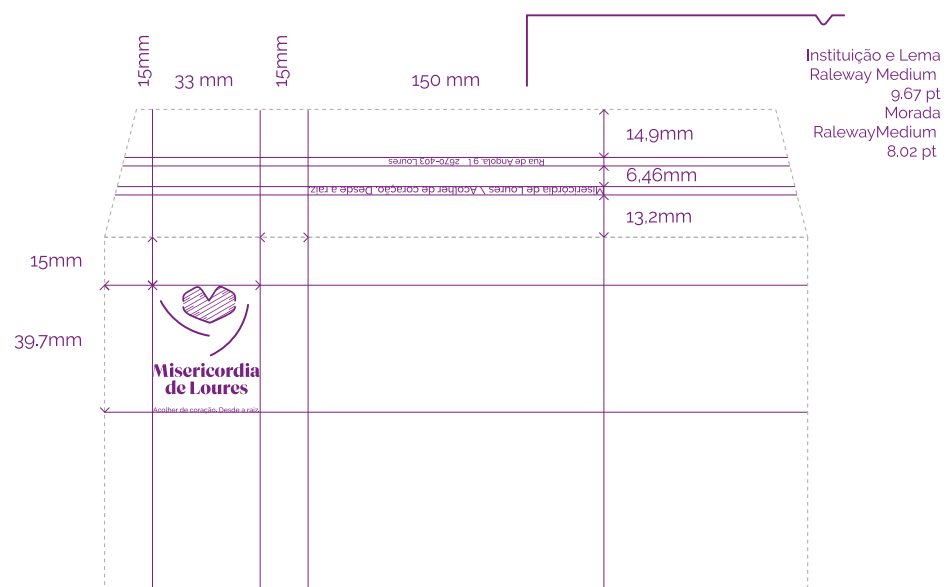 15mm
33 mm
15mm
150 mm
Instituição e Lema
Raleway Medium
9.67 pt
Morada
RalewayMedium
8.02 pt
14,9mm
Rua de Angola, 9 1  2670-403 Loures
6,46mm
Misericordia de Loures \ Acolher de coração. Desde a raiz.
13,2mm
15mm
39.7mm
Misericordia
de Loures
Acolher de coração. Desde a raiz.